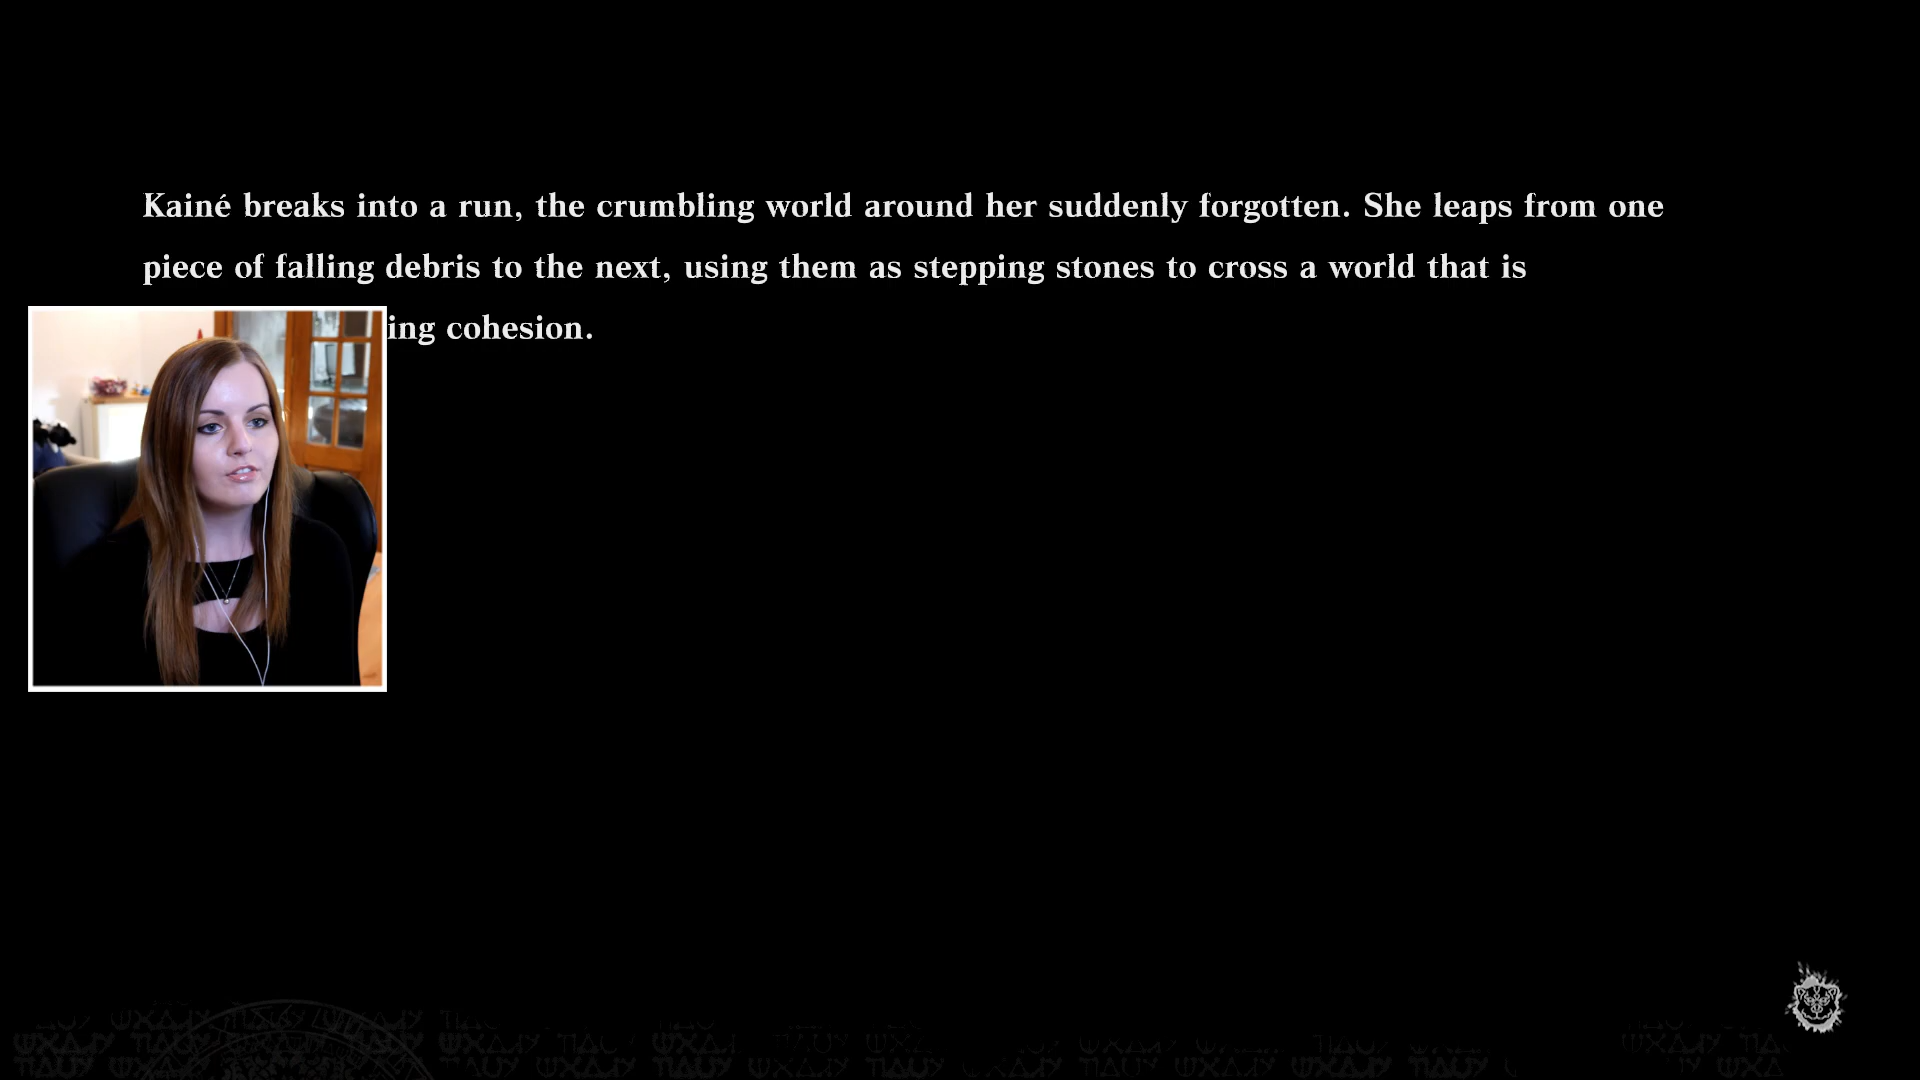 Kainé breaks into a run, the crumbling world around her suddenly forgotten. She leaps from one
piece of falling debris to the next, using them as stepping stones to cross a world that is
ing cohesion.